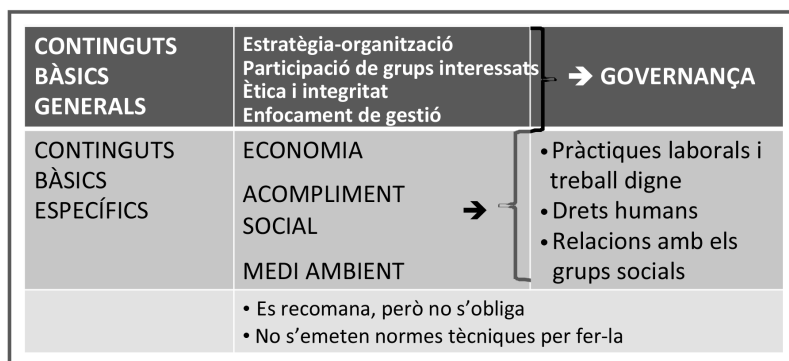 CONTINGUTS
BÀSICS
GENERALS
Estratègia-organització
Participació de grups interessats
Ètica i integritat
Enfocament de gestió
➔ GOVERNANÇA
CONTINGUTS
BÀSICS
ESPECÍFICS
ECONOMIA
ACOMPLIMENT
SOCIAL
➔
MEDI AMBIENT
• Pràctiques laborals i
treball digne
• Drets humans
• Relacions amb els
grups socials
• Es recomana, però no s’obliga
• No s’emeten normes tècniques per fer-la